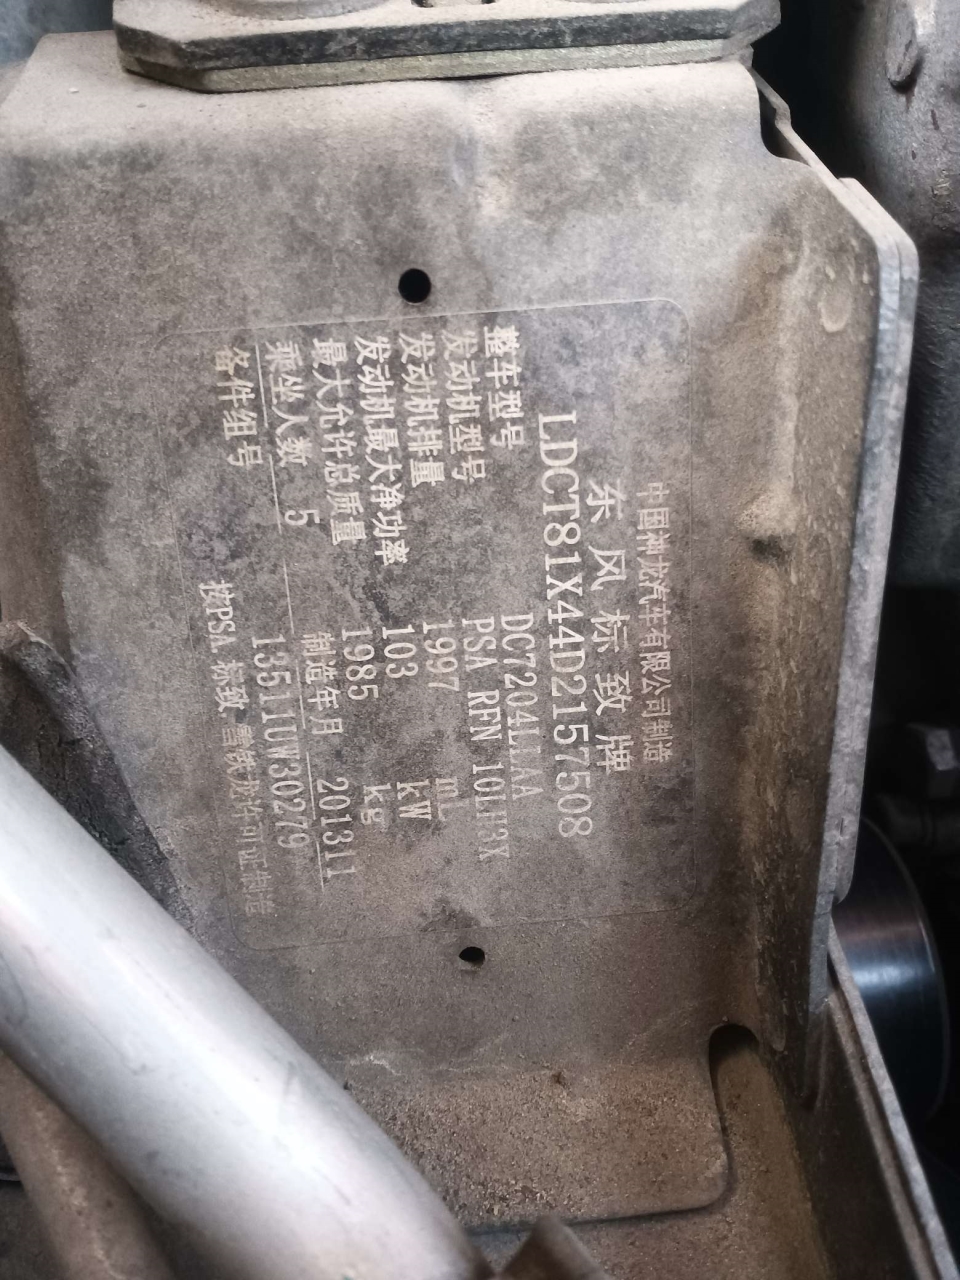 中国神龙汽车有限公司制造
东风标致牌
LDCT81X44D2157508
整车型号 DC7204LLAA
发动机型号 PSA RFN 10LH3X
发动机排量 1997 mL
发动机最大净功率 103 kW
最大允许总质量 1985 kg
乘坐人数 5 制造年月 201311
备件组号 1351IUW30279
按PSA 标致 雪铁龙许可证制造